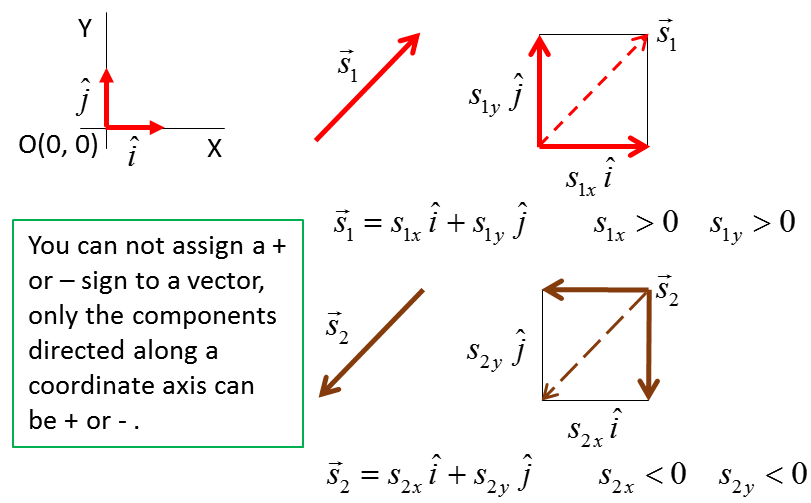 Y
$\hat{j}$
O(0, 0)
$\hat{i}$
X
$\vec{s}_1$
$\vec{s}_1$
$s_{1y}\,\hat{j}$
$s_{1x}\,\hat{i}$
$\vec{s}_1 = s_{1x}\,\hat{i} + s_{1y}\,\hat{j}$ $s_{1x} > 0$ $s_{1y} > 0$
You can not assign a +
or – sign to a vector,
only the components
directed along a
coordinate axis can
be + or - .
$\vec{s}_2$
$\vec{s}_2$
$s_{2y}\,\hat{j}$
$s_{2x}\,\hat{i}$
$\vec{s}_2 = s_{2x}\,\hat{i} + s_{2y}\,\hat{j}$ $s_{2x} < 0$ $s_{2y} < 0$